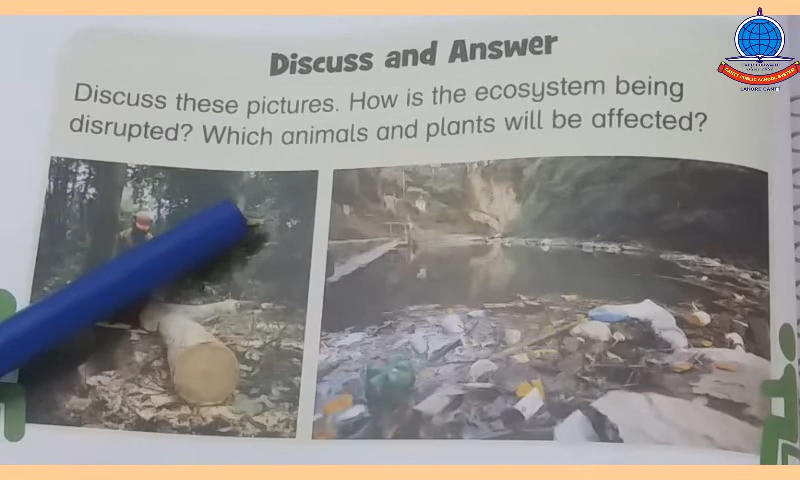 Discuss and Answer
Discuss these pictures. How is the ecosystem being
disrupted? Which animals and plants will be affected?
LAHORE CANTT